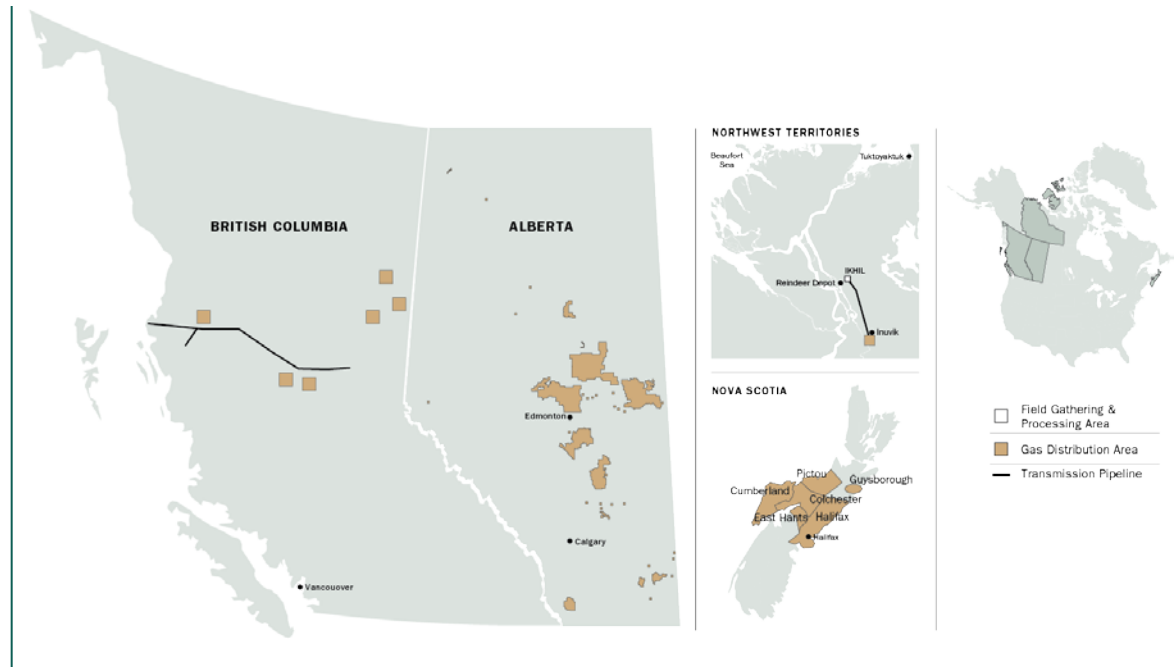 BRITISH COLUMBIA
ALBERTA
Edmonton
Calgary
Vancouover
NORTHWEST TERRITORIES
Beaufort
Sea
Tuktoyaktuk
IKHIL
Reindeer Depot
Inuvik
NOVA SCOTIA
Pictou
Guysborough
Cumberland
Colchester
East Hants
Halifax
Halifax
Field Gathering &
Processing Area
Gas Distribution Area
Transmission Pipeline